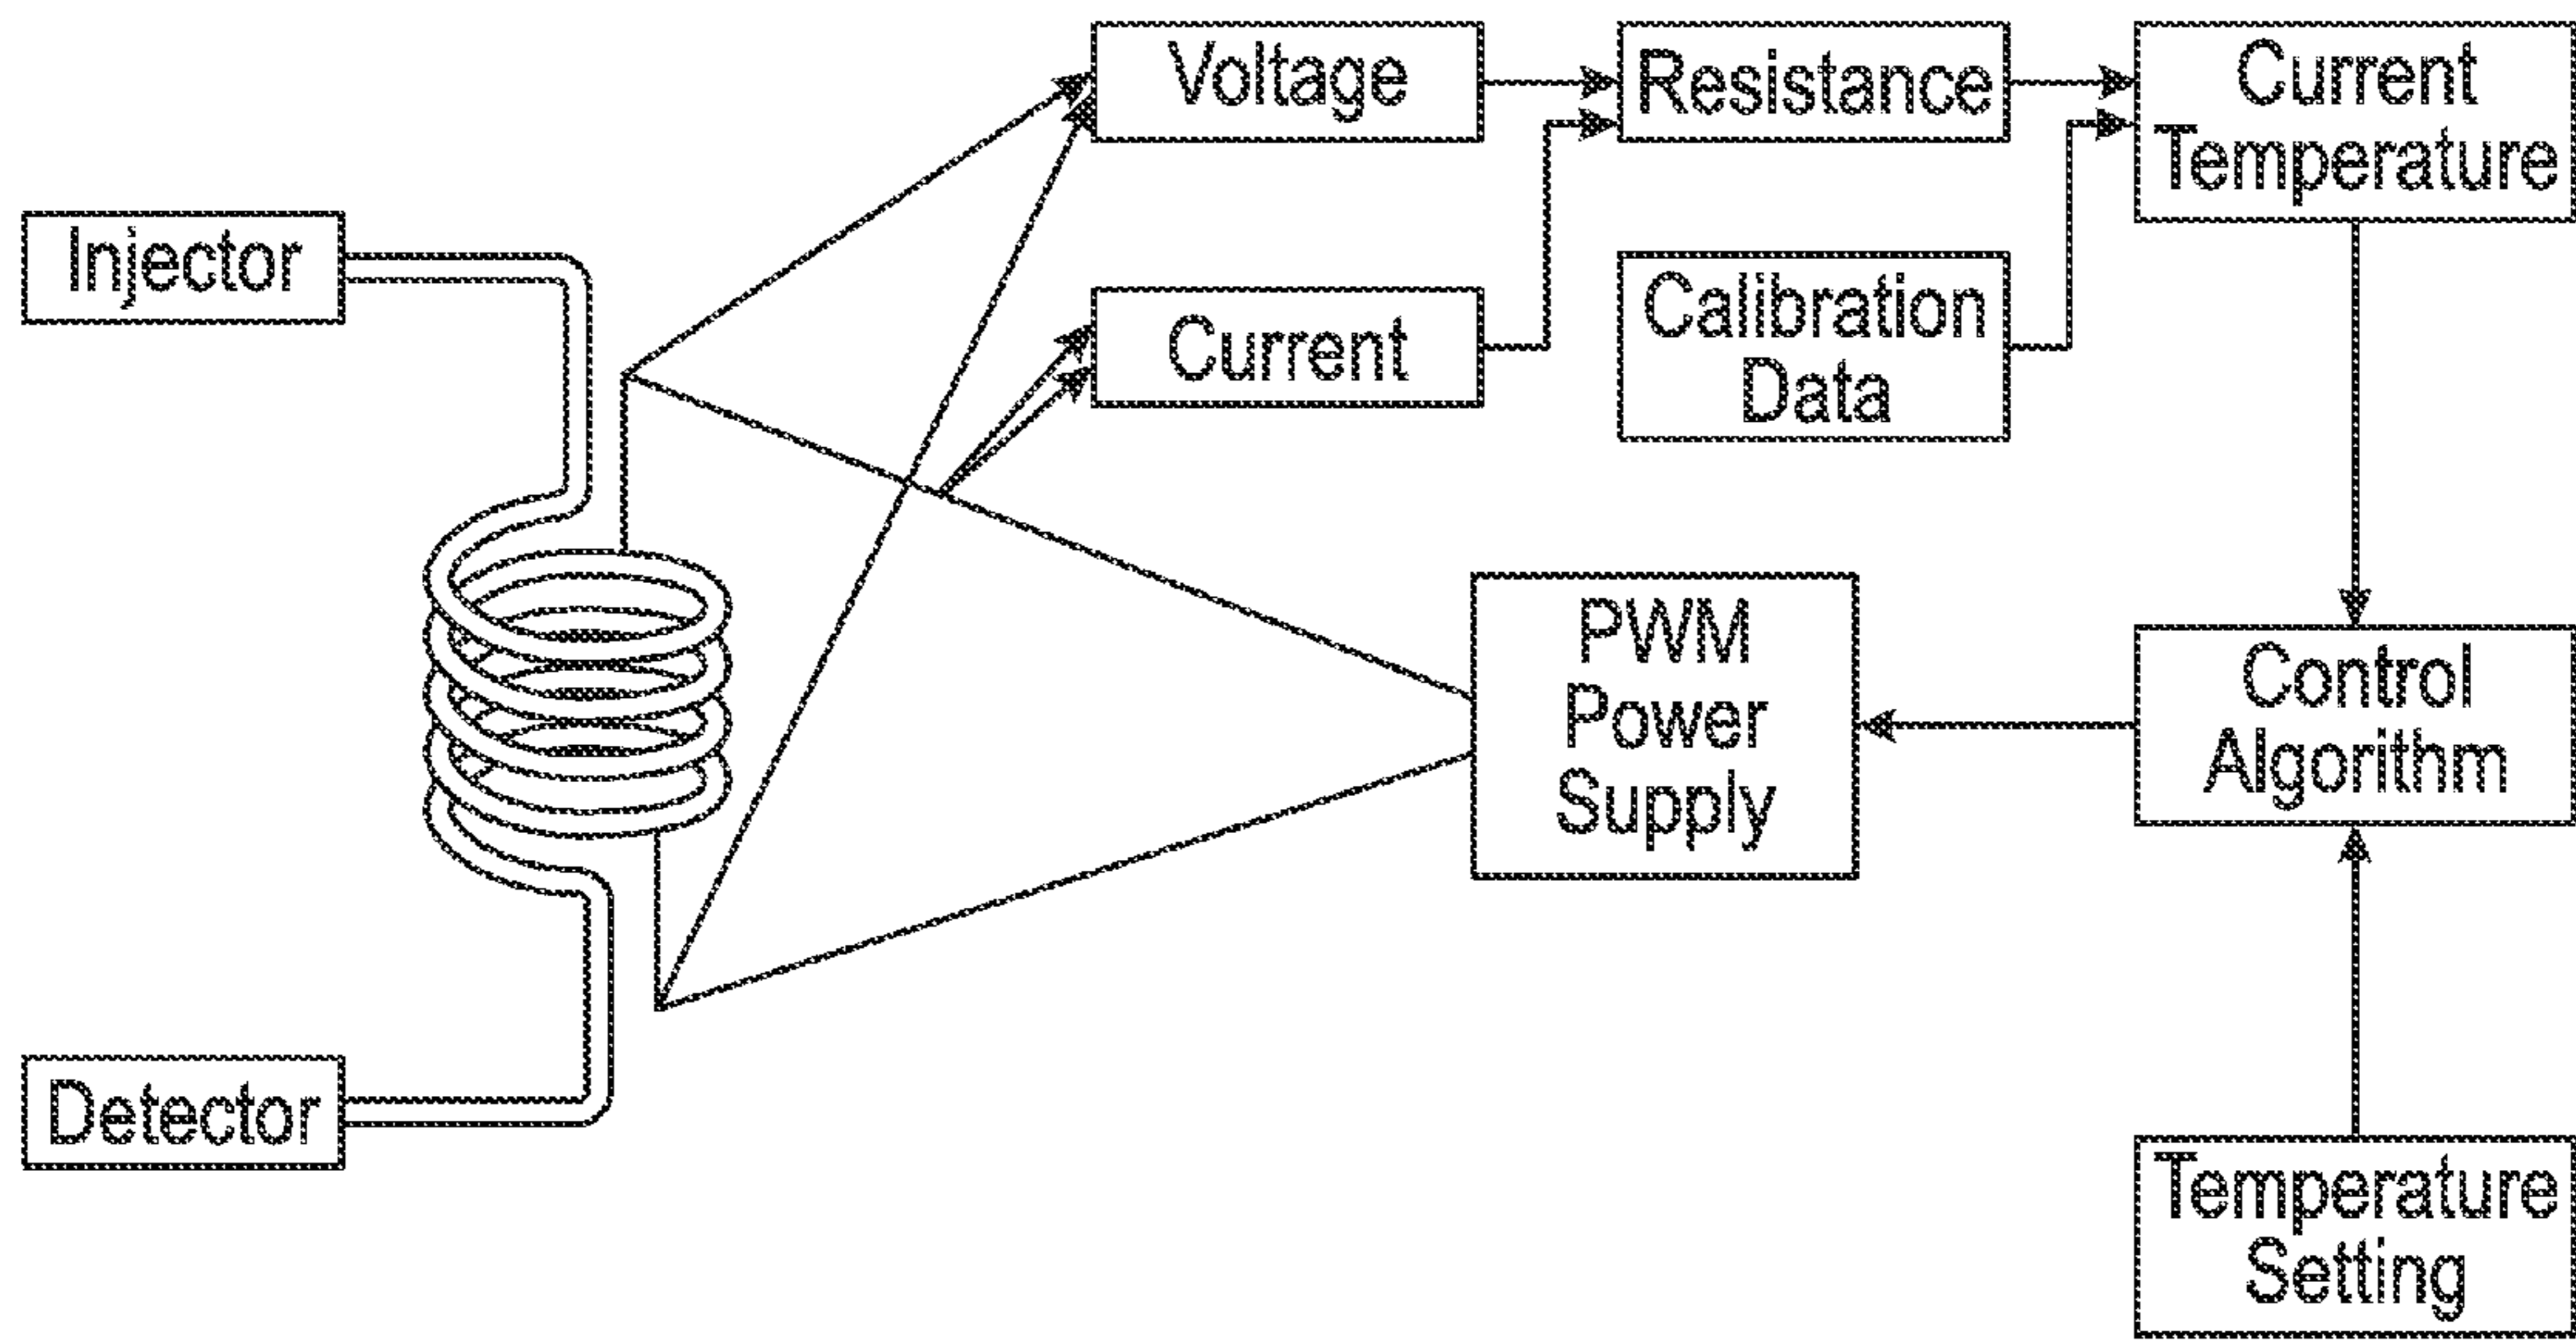 Voltage
Resistance
Current
Temperature
Injector
Current
Calibration
Data
PWM
Power
Supply
Control
Algorithm
Detector
Temperature
Setting